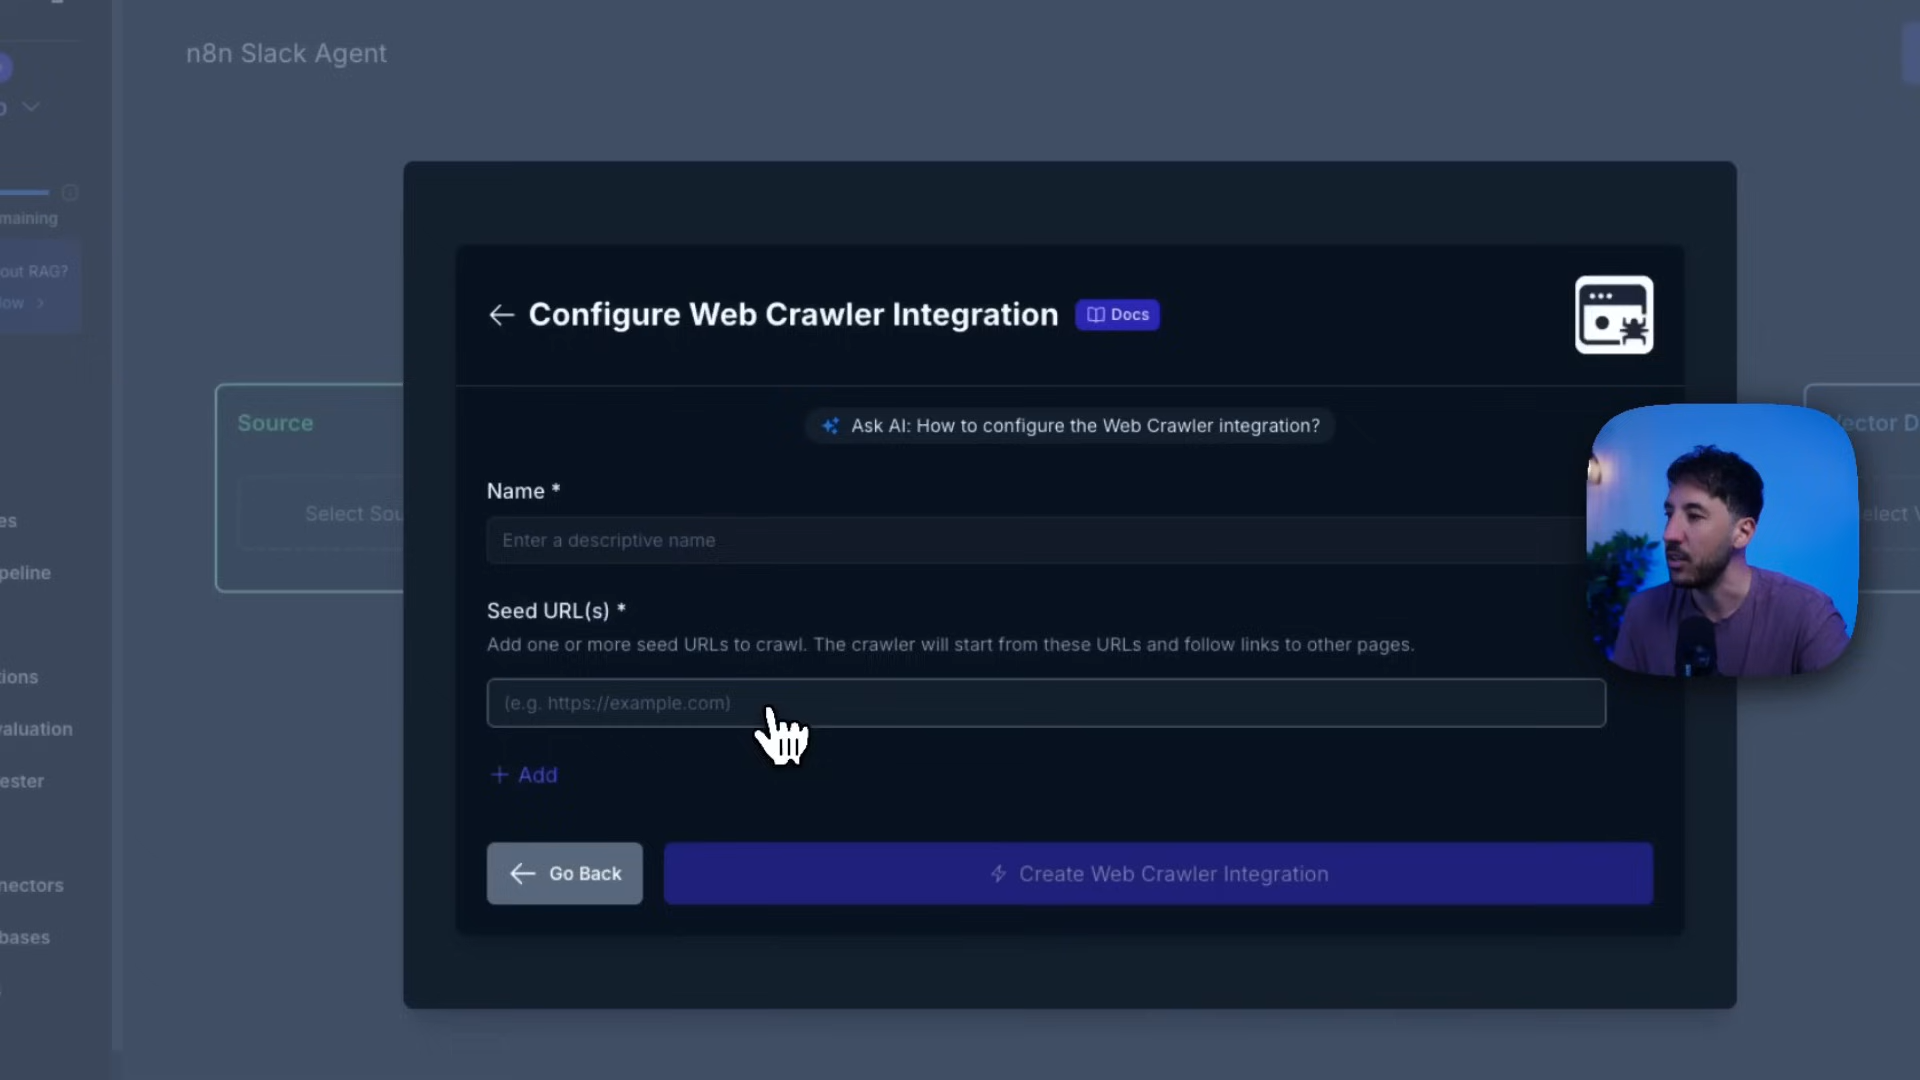 n8n Slack Agent
maining
out RAG?
Configure Web Crawler Integration
Docs
Ask AI: How to configure the Web Crawler integration?
Source
Select Sou
Vector D
elect V
Name *
Enter a descriptive name
es
peline
Seed URL(s) *
Add one or more seed URLs to crawl. The crawler will start from these URLs and follow links to other pages.
(e.g. https://example.com)
ions
valuation
ester
+ Add
Go Back
Create Web Crawler Integration
nectors
bases